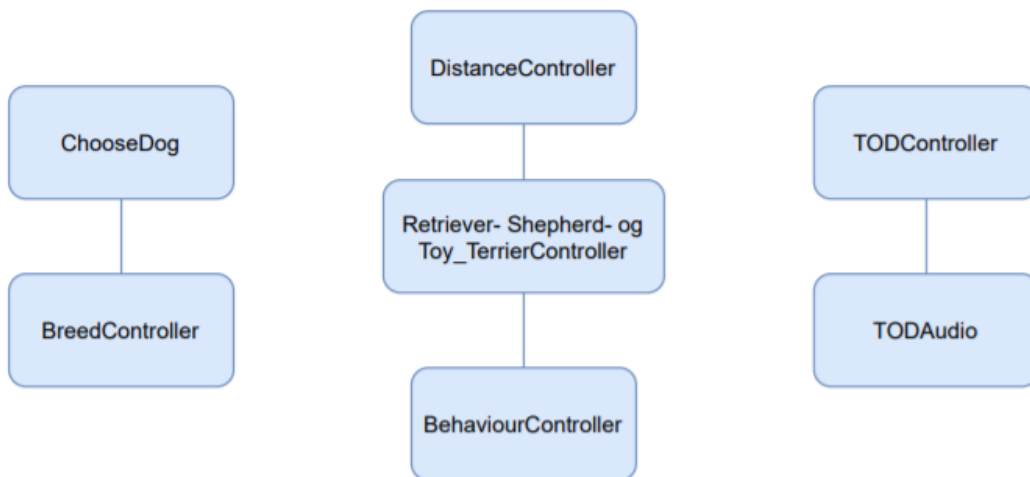 ChooseDog
BreedController
DistanceController
Retriever- Shepherd- og
Toy_TerrierController
BehaviourController
TODController
TODAudio